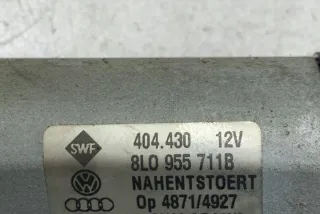 SWF
404.430 12V
8L0 955 711B
NAHENTSTOERT
Op 4871/4927